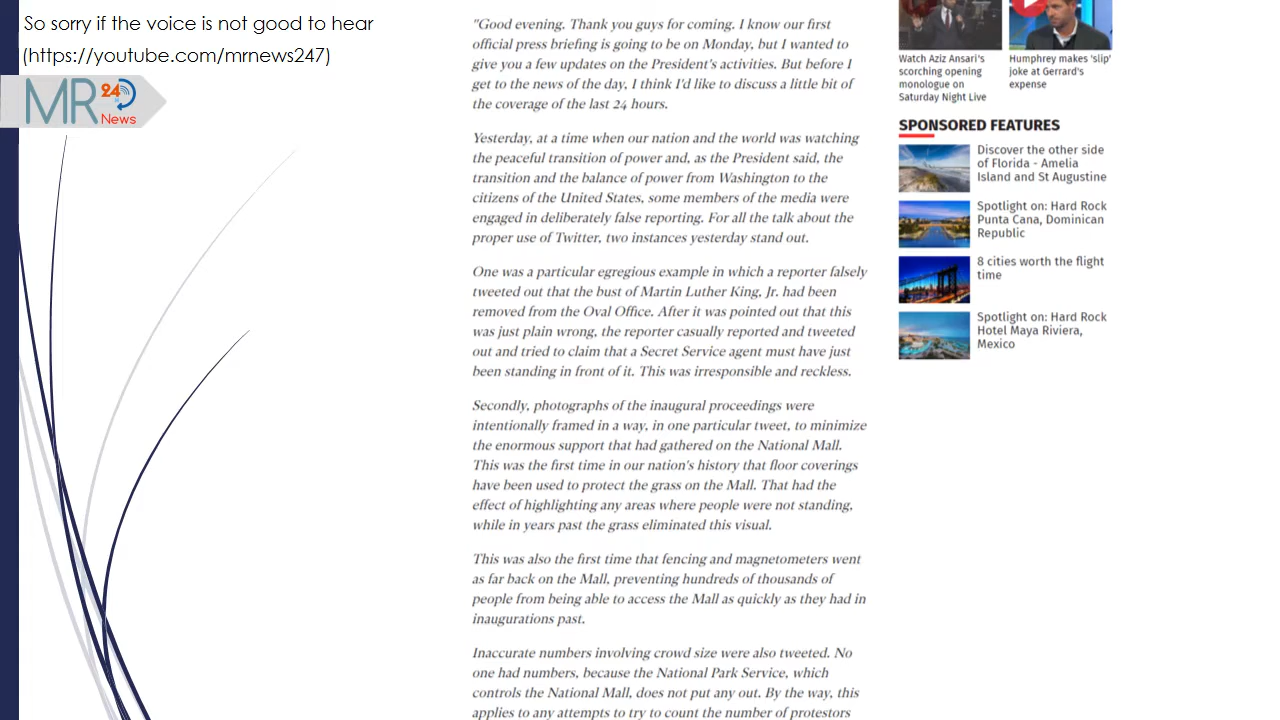 So sorry if the voice is not good to hear
(https://youtube.com/mrnews247)
MR
24
News
"Good evening. Thank you guys for coming. I know our first
official press briefing is going to be on Monday, but I wanted to
give you a few updates on the President's activities. But before I
get to the news of the day, I think I'd like to discuss a little bit of
the coverage of the last 24 hours.
Yesterday, at a time when our nation and the world was watching
the peaceful transition of power and, as the President said, the
transition and the balance of power from Washington to the
citizens of the United States, some members of the media were
engaged in deliberately false reporting. For all the talk about the
proper use of Twitter, two instances yesterday stand out.
One was a particular egregious example in which a reporter falsely
tweeted out that the bust of Martin Luther King, Jr. had been
removed from the Oval Office. After it was pointed out that this
was just plain wrong, the reporter casually reported and tweeted
out and tried to claim that a Secret Service agent must have just
been standing in front of it. This was irresponsible and reckless.
Secondly, photographs of the inaugural proceedings were
intentionally framed in a way, in one particular tweet, to minimize
the enormous support that had gathered on the National Mall.
This was the first time in our nation's history that floor coverings
have been used to protect the grass on the Mall. That had the
effect of highlighting any areas where people were not standing,
while in years past the grass eliminated this visual.
This was also the first time that fencing and magnetometers went
as far back on the Mall, preventing hundreds of thousands of
people from being able to access the Mall as quickly as they had in
inaugurations past.
Inaccurate numbers involving crowd size were also tweeted. No
one had numbers, because the National Park Service, which
controls the National Mall, does not put any out. By the way, this
applies to any attempts to try to count the number of protestors
Watch Aziz Ansari's
scorching opening
monologue on
Saturday Night Live
Humphrey makes 'slip'
joke at Gerrard's
expense
SPONSORED FEATURES
Discover the other side
of Florida - Amelia
Island and St Augustine
Spotlight on: Hard Rock
Punta Cana, Dominican
Republic
8 cities worth the flight
time
Spotlight on: Hard Rock
Hotel Maya Riviera,
Mexico